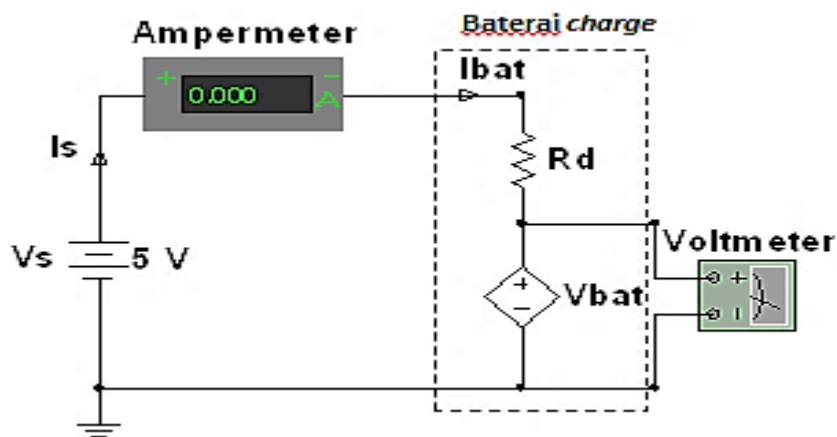 Baterai charge
Ampermeter
+ 0.000 - A
Ibat
Is
Rd
Vs 5 V
Voltmeter
+
-
Vbat
+